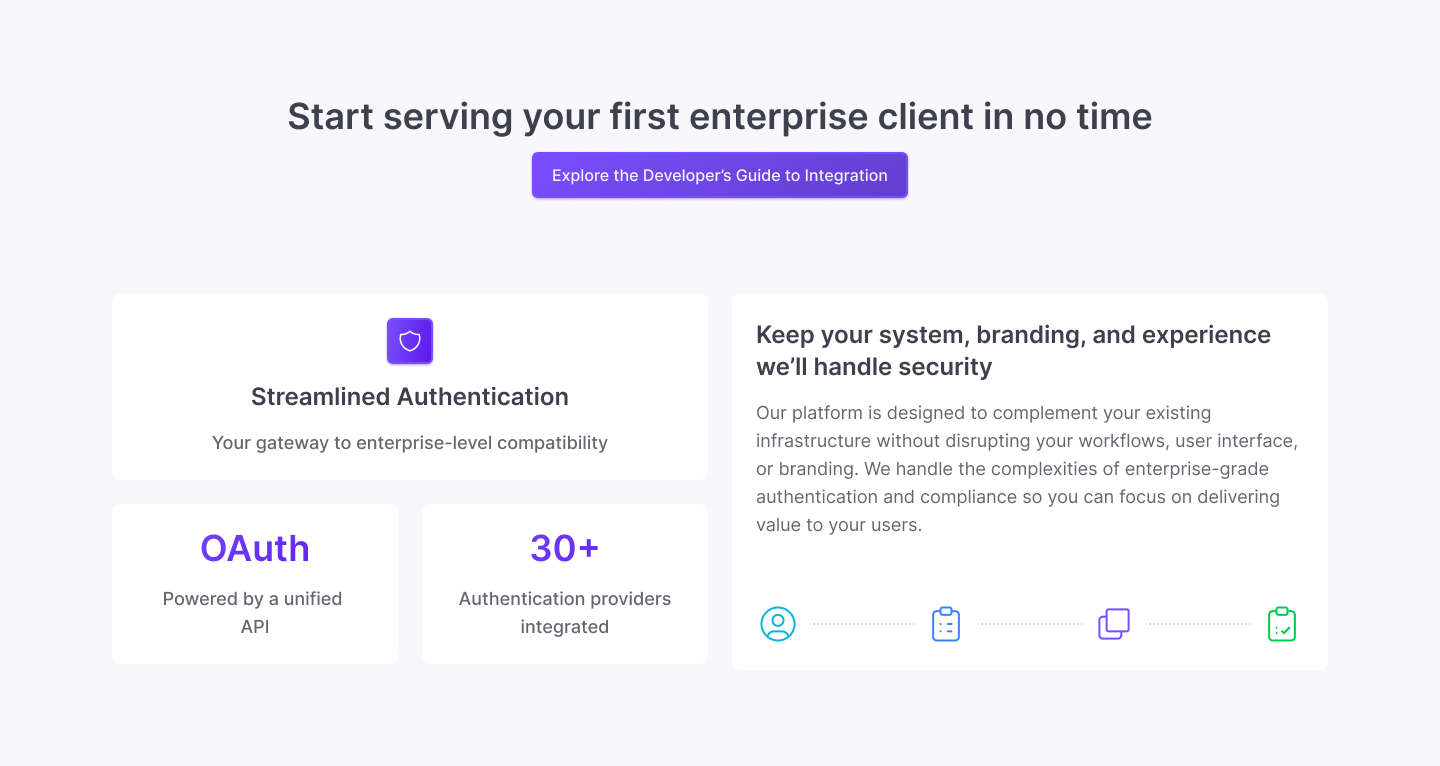 Start serving your first enterprise client in no time
Explore the Developer’s Guide to Integration
Streamlined Authentication
Your gateway to enterprise-level compatibility
OAuth
Powered by a unified
API
30+
Authentication providers
integrated
Keep your system, branding, and experience
we’ll handle security
Our platform is designed to complement your existing
infrastructure without disrupting your workflows, user interface,
or branding. We handle the complexities of enterprise-grade
authentication and compliance so you can focus on delivering
value to your users.